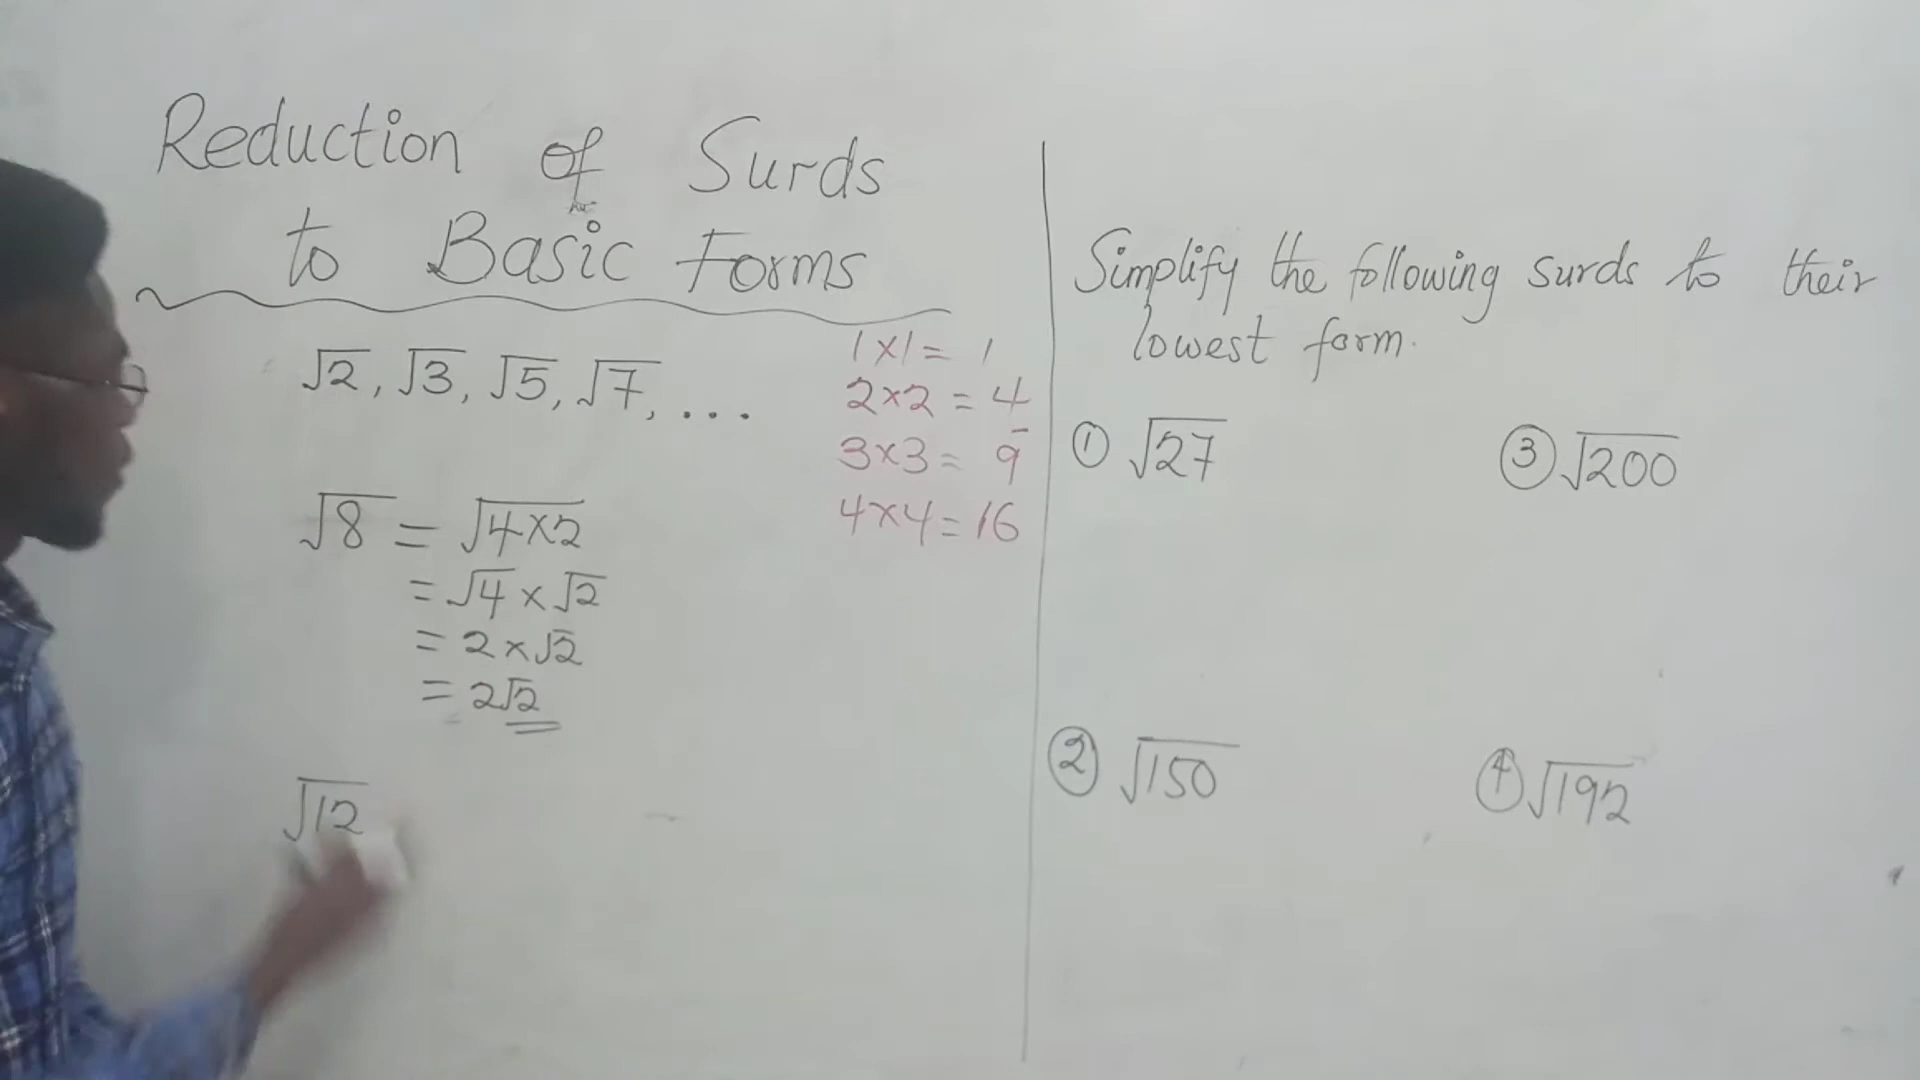 Reduction of Surds
to Basic Forms
√2, √3, √5, √7, ...
1×1 = 1
2×2 = 4
3×3 = 9
4×4 = 16
√8 = √4×2
= √4 × √2
= 2 × √2
= 2√2
√12
Simplify the following surds to their
lowest form.
① √27
③ √200
② √150
④ √192